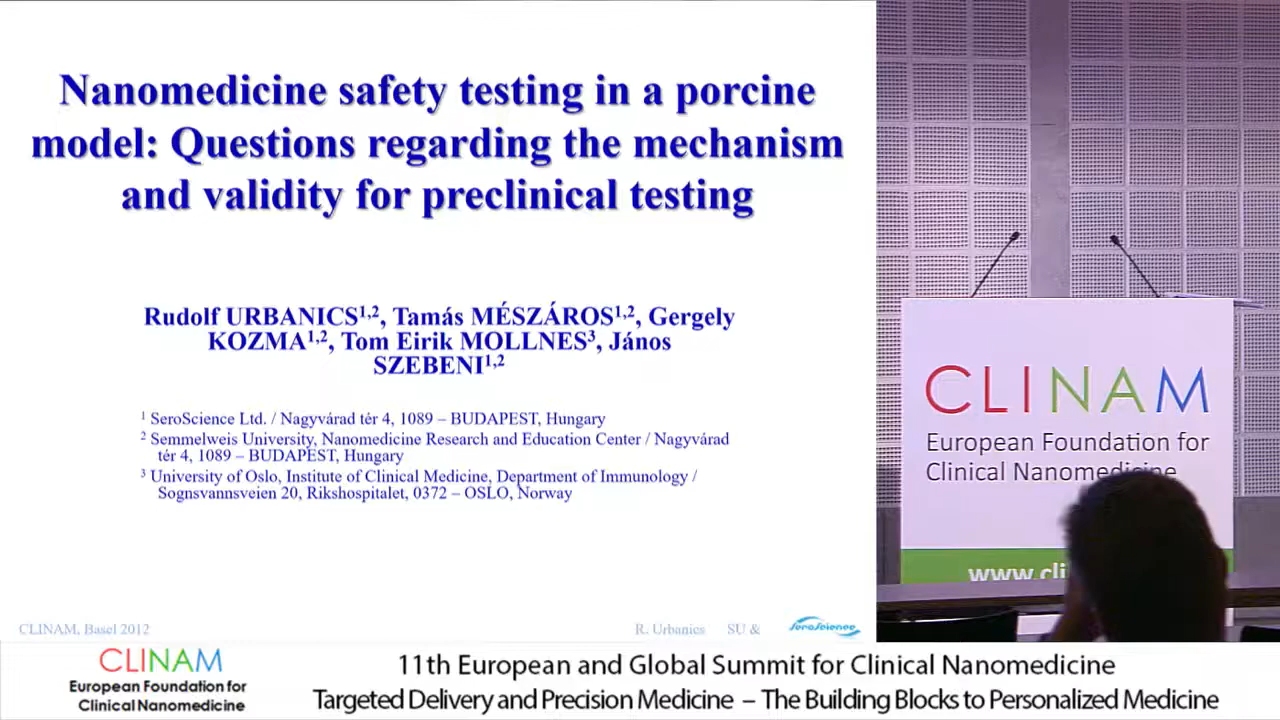 Nanomedicine safety testing in a porcine
model: Questions regarding the mechanism
and validity for preclinical testing
Rudolf URBANICS1,2, Tamás MÉSZÁROS1,2, Gergely
KOZMA1,2, Tom Eirik MOLLNES3, János
SZEBENI1,2
1 SeroScience Ltd. / Nagyvárad tér 4, 1089 – BUDAPEST, Hungary
2 Semmelweis University, Nanomedicine Research and Education Center / Nagyvárad
tér 4, 1089 – BUDAPEST, Hungary
3 University of Oslo, Institute of Clinical Medicine, Department of Immunology /
Sognsvannsveien 20, Rikshospitalet, 0372 – OSLO, Norway
CLINAM, Basel 2012
R. Urbanics SU & SeroScience
CLINAM
European Foundation for
Clinical Nanomedicine
www.cli
CLINAM
European Foundation for
Clinical Nanomedicine
11th European and Global Summit for Clinical Nanomedicine
Targeted Delivery and Precision Medicine – The Building Blocks to Personalized Medicine